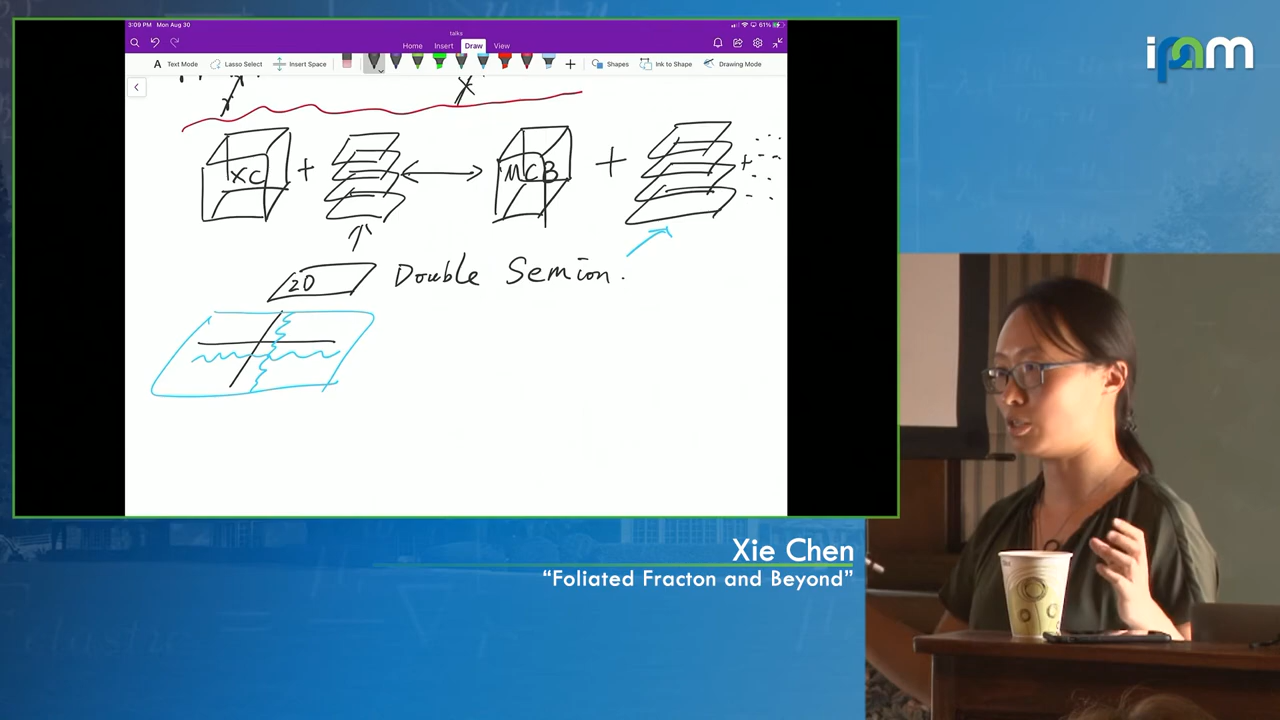 3:09 PM Mon Aug 30
61%
talks
Home Insert Draw View
Text Mode Lasso Select Insert Space Shapes Ink to Shape Drawing Mode
XC + ↔ MCB + +
2D Double Semion.
ipam
Xie Chen
“Foliated Fracton and Beyond”